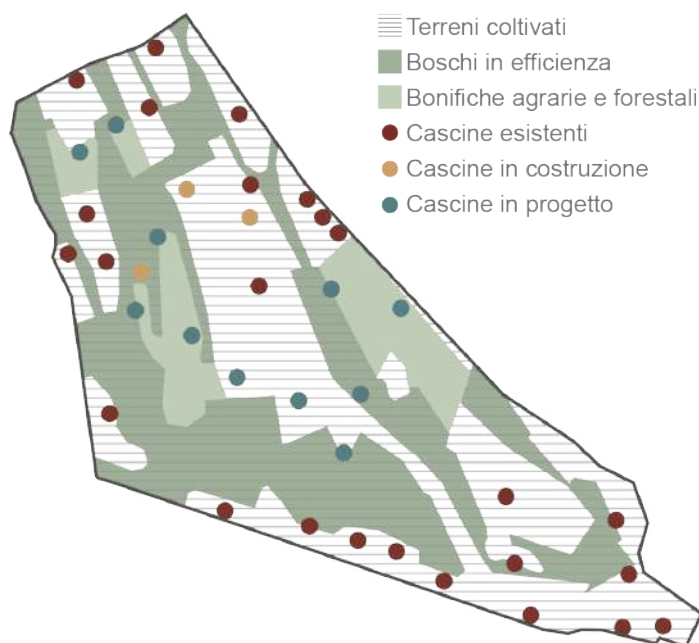 Terreni coltivati
Boschi in efficienza
Bonifiche agrarie e forestali
Cascine esistenti
Cascine in costruzione
Cascine in progetto